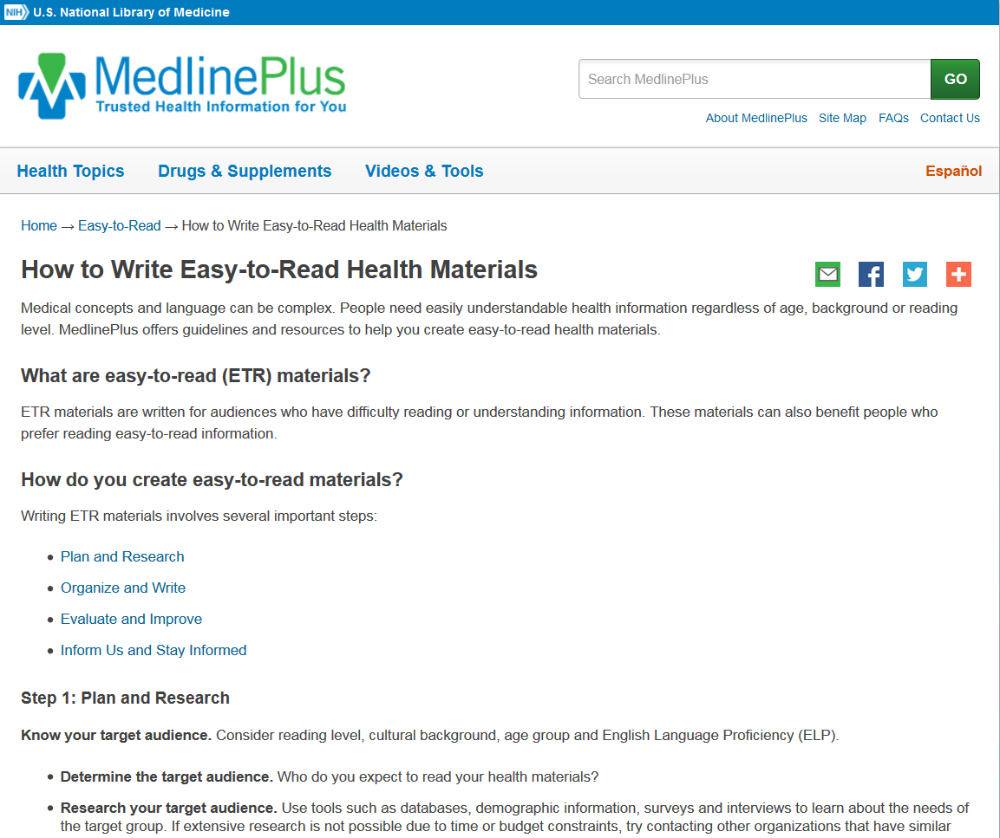 NIH U.S. National Library of Medicine
MedlinePlus
Trusted Health Information for You
Search MedlinePlus GO
About MedlinePlus Site Map FAQs Contact Us
Health Topics Drugs & Supplements Videos & Tools Español
Home → Easy-to-Read → How to Write Easy-to-Read Health Materials
How to Write Easy-to-Read Health Materials
Medical concepts and language can be complex. People need easily understandable health information regardless of age, background or reading
level. MedlinePlus offers guidelines and resources to help you create easy-to-read health materials.
What are easy-to-read (ETR) materials?
ETR materials are written for audiences who have difficulty reading or understanding information. These materials can also benefit people who
prefer reading easy-to-read information.
How do you create easy-to-read materials?
Writing ETR materials involves several important steps:
• Plan and Research
• Organize and Write
• Evaluate and Improve
• Inform Us and Stay Informed
Step 1: Plan and Research
Know your target audience. Consider reading level, cultural background, age group and English Language Proficiency (ELP).
• Determine the target audience. Who do you expect to read your health materials?
• Research your target audience. Use tools such as databases, demographic information, surveys and interviews to learn about the needs of
the target group. If extensive research is not possible due to time or budget constraints, try contacting other organizations that have similar